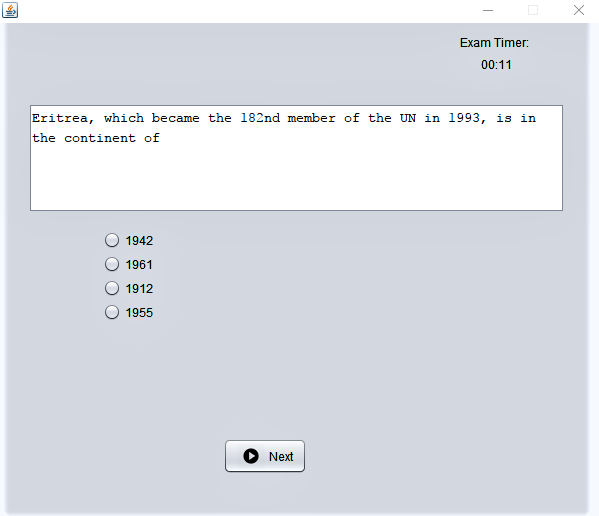 Exam Timer:
00:11
Eritrea, which became the 182nd member of the UN in 1993, is in
the continent of
1942
1961
1912
1955
Next